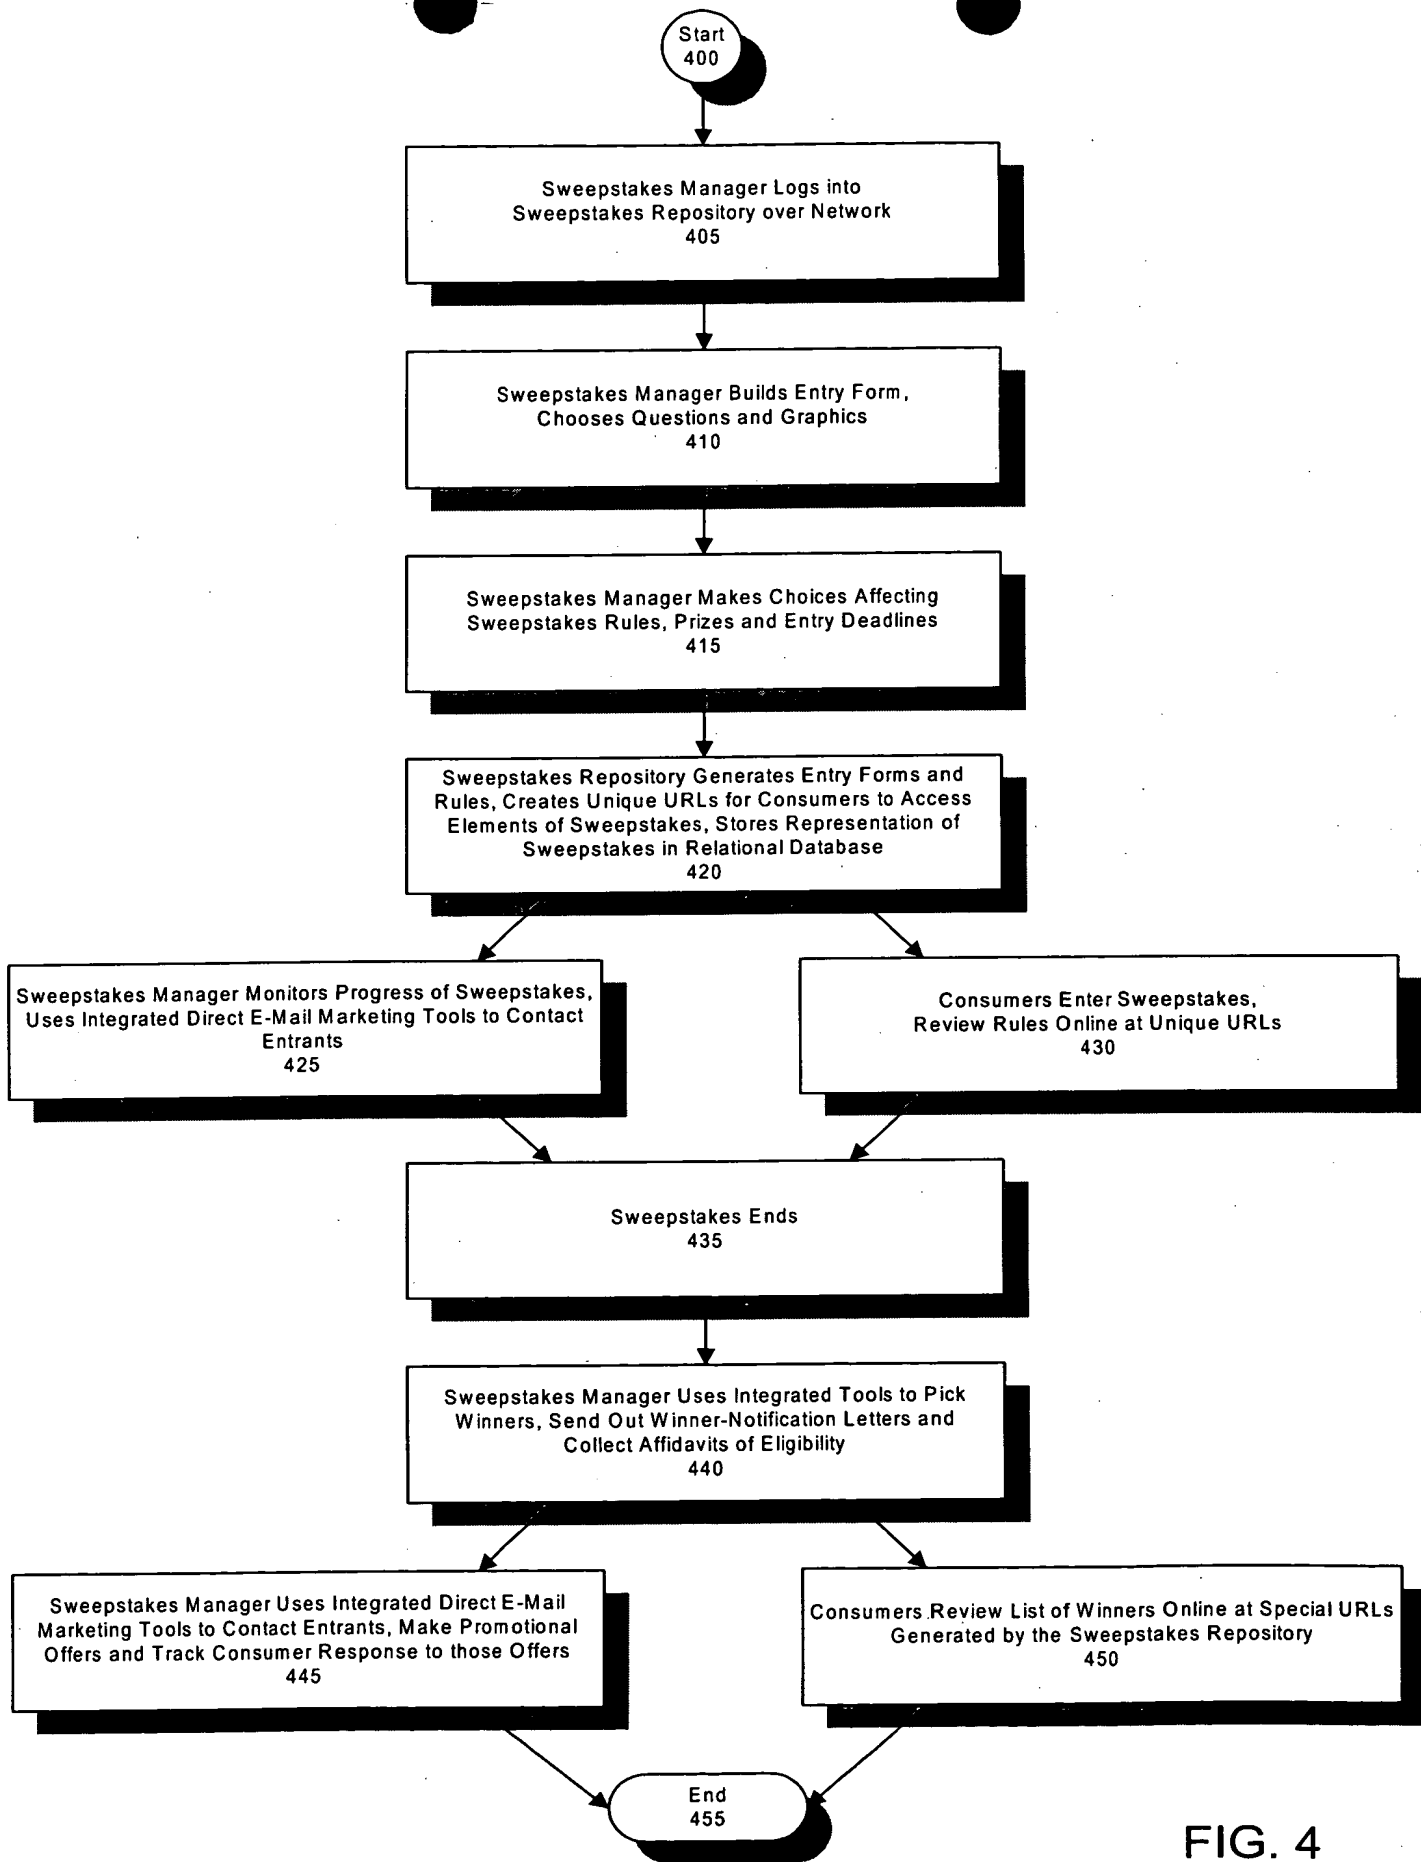 Start
400
Sweepstakes Manager Logs into
Sweepstakes Repository over Network
405
Sweepstakes Manager Builds Entry Form,
Chooses Questions and Graphics
410
Sweepstakes Manager Makes Choices Affecting
Sweepstakes Rules, Prizes and Entry Deadlines
415
Sweepstakes Repository Generates Entry Forms and
Rules, Creates Unique URLs for Consumers to Access
Elements of Sweepstakes, Stores Representation of
Sweepstakes in Relational Database
420
Sweepstakes Manager Monitors Progress of Sweepstakes,
Uses Integrated Direct E-Mail Marketing Tools to Contact
Entrants
425
Consumers Enter Sweepstakes,
Review Rules Online at Unique URLs
430
Sweepstakes Ends
435
Sweepstakes Manager Uses Integrated Tools to Pick
Winners, Send Out Winner-Notification Letters and
Collect Affidavits of Eligibility
440
Sweepstakes Manager Uses Integrated Direct E-Mail
Marketing Tools to Contact Entrants, Make Promotional
Offers and Track Consumer Response to those Offers
445
Consumers Review List of Winners Online at Special URLs
Generated by the Sweepstakes Repository
450
End
455
FIG. 4